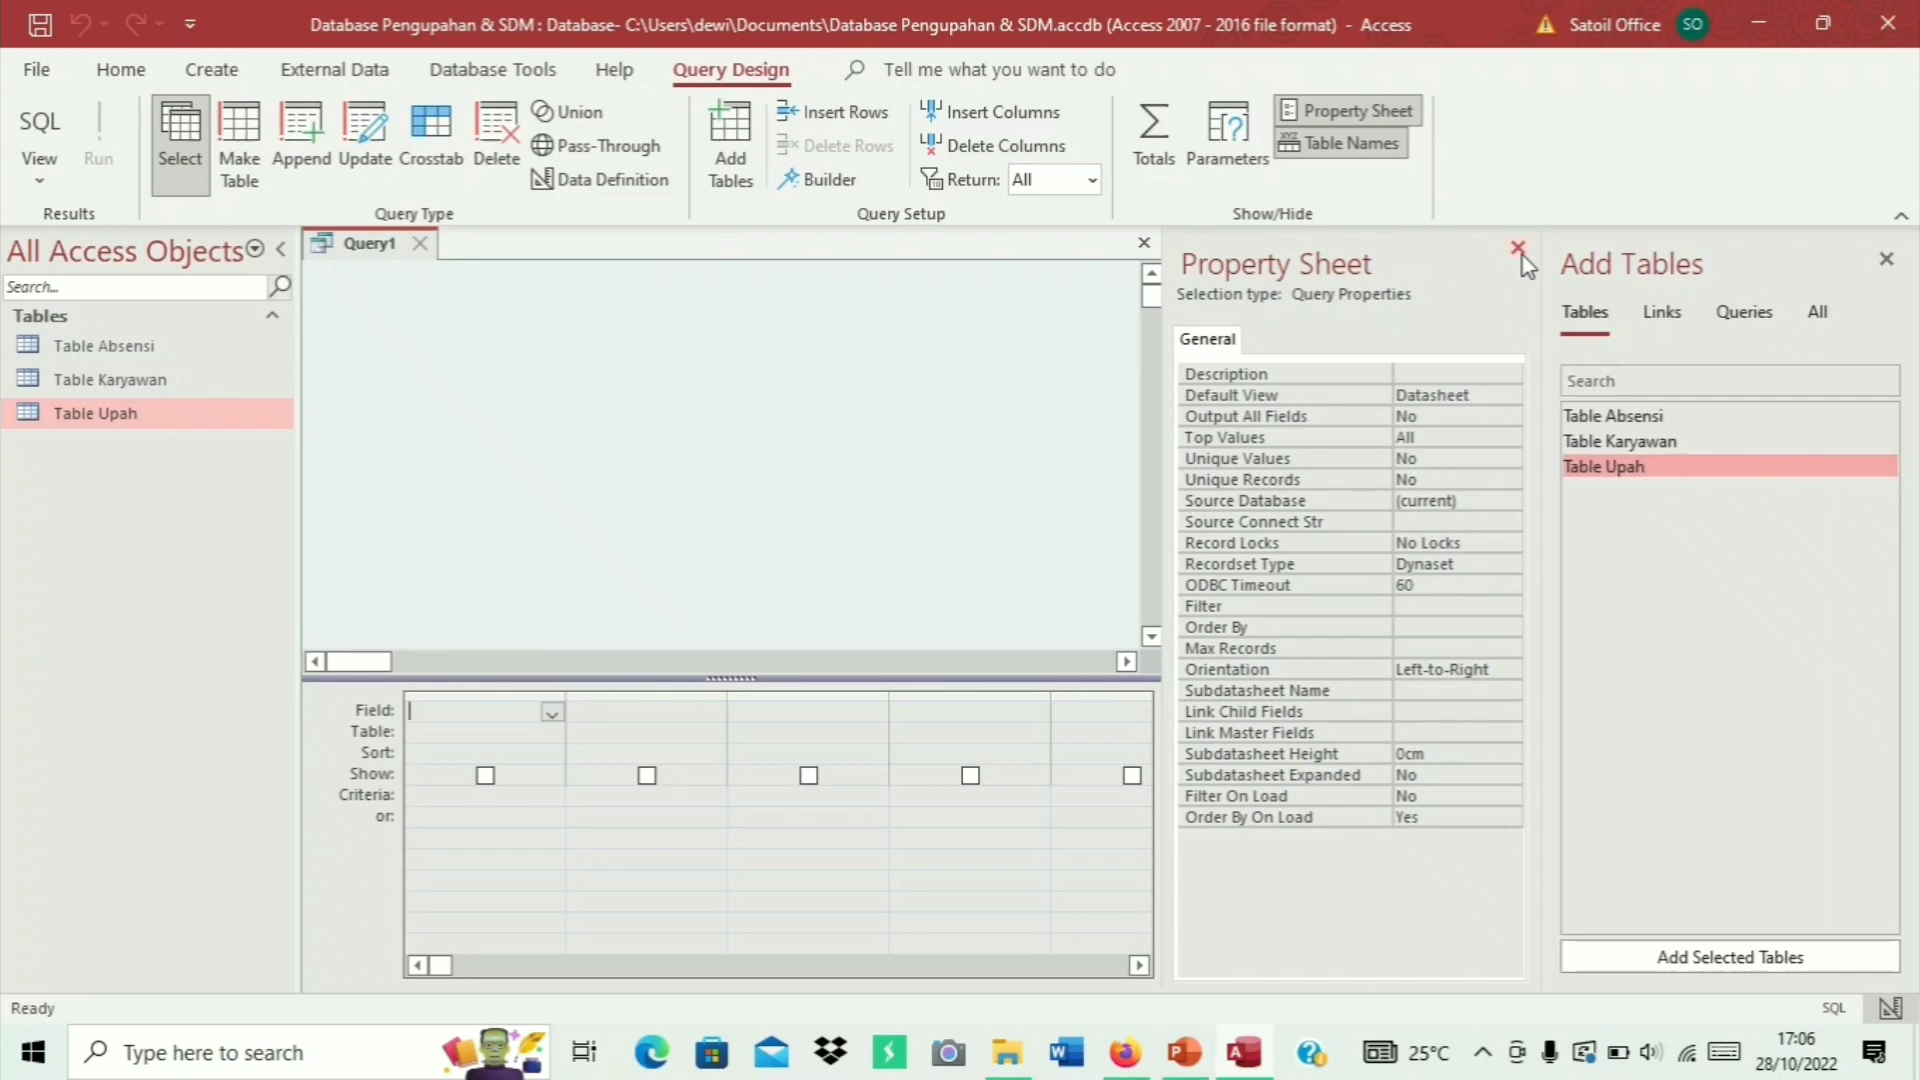 Database Pengupahan & SDM : Database- C:\Users\dewi\Documents\Database Pengupahan & SDM.accdb (Access 2007 - 2016 file format) - Access
Satoil Office SO
File Home Create External Data Database Tools Help Query Design Tell me what you want to do
SQL
View
Run
Results
Select
Make Table
Append
Update
Crosstab
Delete
Union
Pass-Through
Data Definition
Query Type
Add Tables
Insert Rows
Delete Rows
Builder
Insert Columns
Delete Columns
Return: All
Query Setup
Totals
Parameters
Property Sheet
Table Names
Show/Hide
All Access Objects
Search...
Tables
Table Absensi
Table Karyawan
Table Upah
Query1
Field:
Table:
Sort:
Show:
Criteria:
or:
Property Sheet
Selection type: Query Properties
General
Description
Default View Datasheet
Output All Fields No
Top Values All
Unique Values No
Unique Records No
Source Database (current)
Source Connect Str
Record Locks No Locks
Recordset Type Dynaset
ODBC Timeout 60
Filter
Order By
Max Records
Orientation Left-to-Right
Subdatasheet Name
Link Child Fields
Link Master Fields
Subdatasheet Height 0cm
Subdatasheet Expanded No
Filter On Load No
Order By On Load Yes
Add Tables
Tables Links Queries All
Search
Table Absensi
Table Karyawan
Table Upah
Add Selected Tables
Ready
SQL
Type here to search
25°C
17:06
28/10/2022